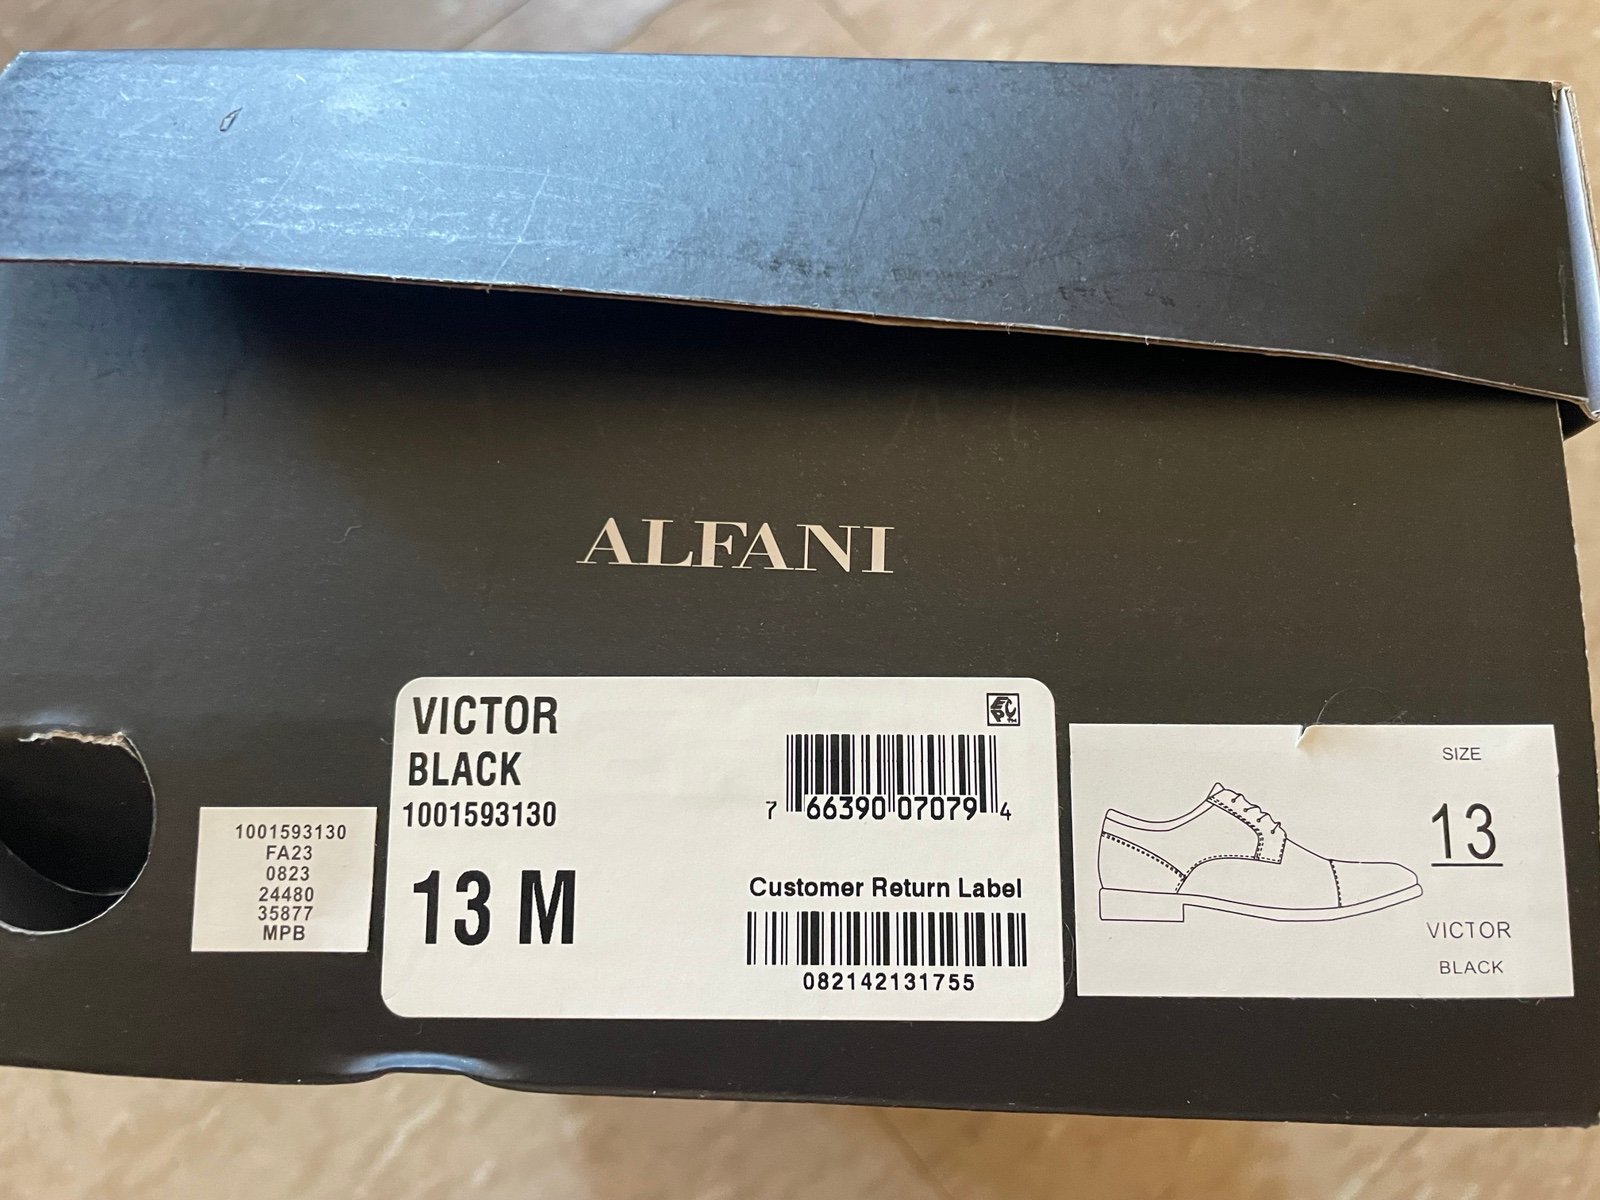 ALFANI
1001593130
FA23
0823
24480
35877
MPB
VICTOR
BLACK
1001593130
13 M
7 66390 07079 4
Customer Return Label
082142131755
SIZE
13
VICTOR
BLACK